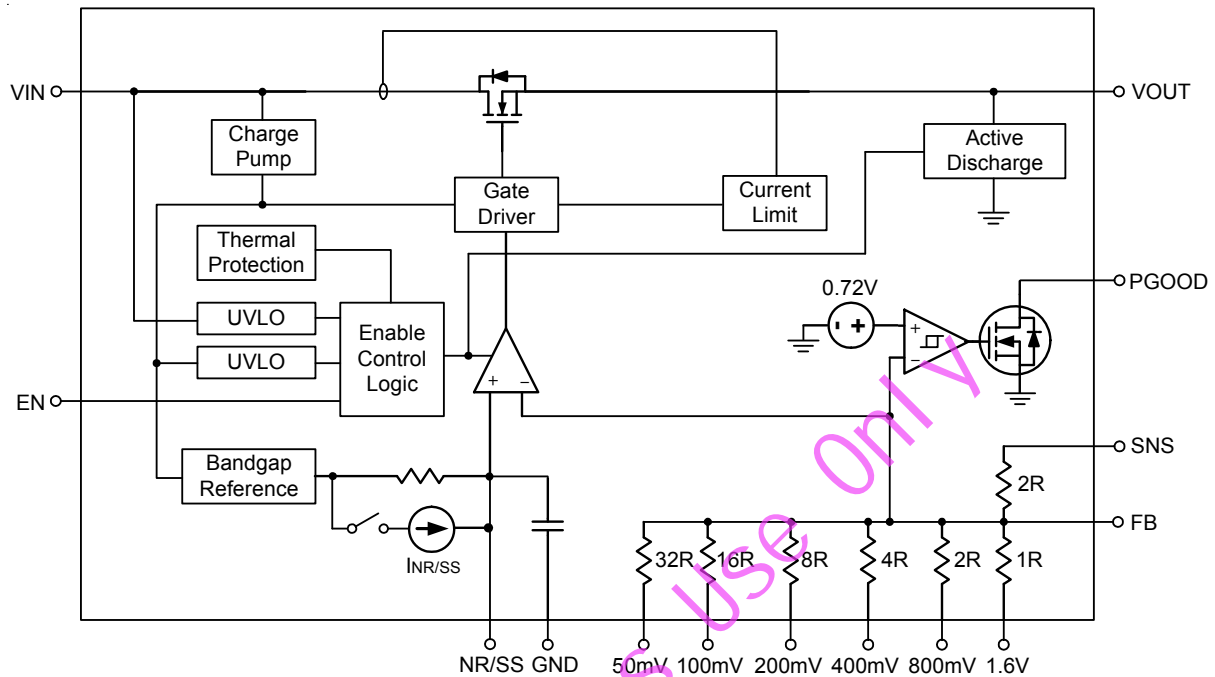 VIN
VOUT
Charge
Pump
Active
Discharge
Gate
Driver
Current
Limit
Thermal
Protection
0.72V
PGOOD
- +
UVLO
Enable
Control
Logic
+
−
UVLO
+ −
EN
SNS
Bandgap
Reference
2R
FB
INR/SS
32R 16R 8R 4R 2R 1R
NR/SS GND 50mV 100mV 200mV 400mV 800mV 1.6V
s Use Only